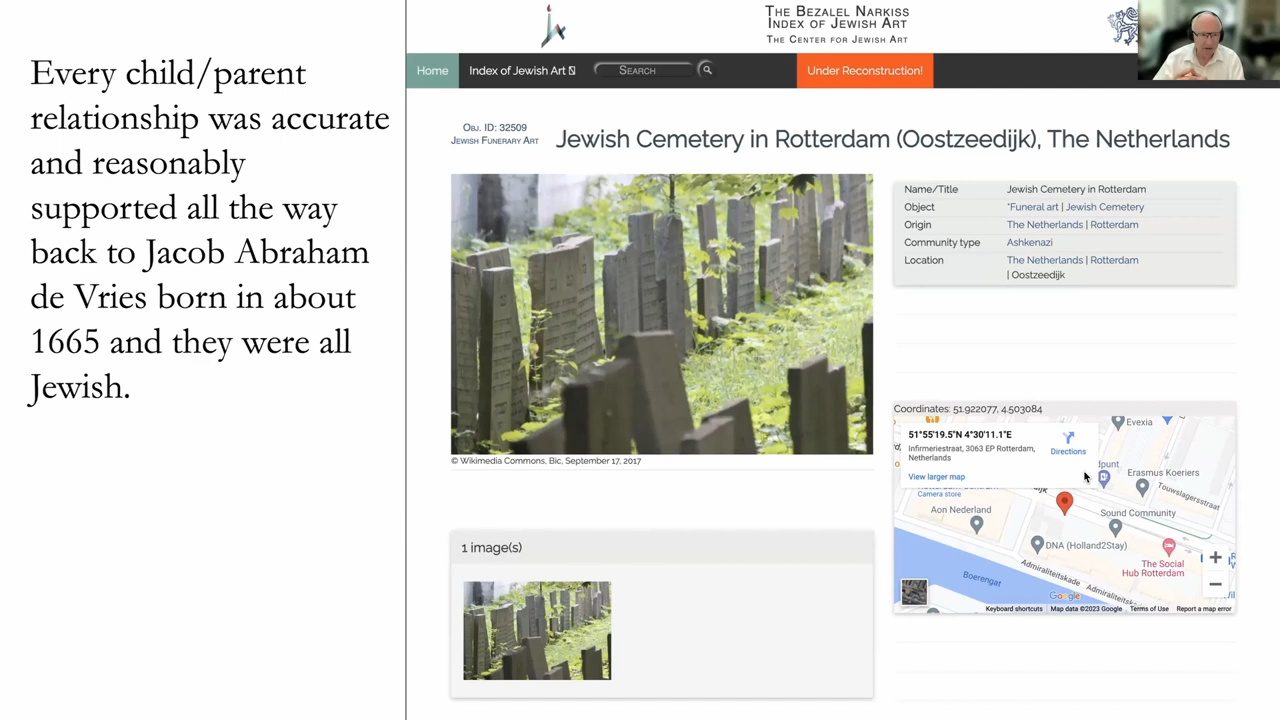 Every child/parent
relationship was accurate
and reasonably
supported all the way
back to Jacob Abraham
de Vries born in about
1665 and they were all
Jewish.
The Bezalel Narkiss
Index of Jewish Art
The Center for Jewish Art
Home
Index of Jewish Art
Search
Under Reconstruction!
Obj. ID: 32509
Jewish Funerary Art
Jewish Cemetery in Rotterdam (Oostzeedijk), The Netherlands
Name/Title Jewish Cemetery in Rotterdam
Object *Funeral art | Jewish Cemetery
Origin The Netherlands | Rotterdam
Community type Ashkenazi
Location The Netherlands | Rotterdam
| Oostzeedijk
© Wikimedia Commons, Bic, September 17, 2017
1 image(s)
Coordinates: 51.922077, 4.503084
51°55'19.5"N 4°30'11.1"E
Infirmeriestraat, 3063 EP Rotterdam,
Netherlands
Directions
View larger map
Camera store
Evexia
Erasmus Koeriers
Touwslagersstraat
Aon Nederland
Sound Community
DNA (Holland2Stay)
The Social
Hub Rotterdam
Admiraliteitskade
Boerengat
Google
Keyboard shortcuts
Map data ©2023 Google
Terms of Use
Report a map error